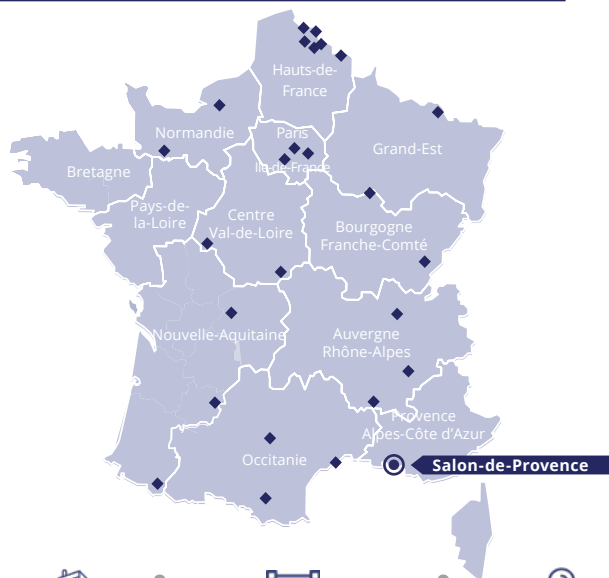 Hauts-de-
France
Normandie
Paris
Île-de-France
Grand-Est
Bretagne
Pays-de-
la-Loire
Centre
Val-de-Loire
Bourgogne
Franche-Comté
Nouvelle-Aquitaine
Auvergne
Rhône-Alpes
Provence
Alpes-Côte d'Azur
Occitanie
Salon-de-Provence